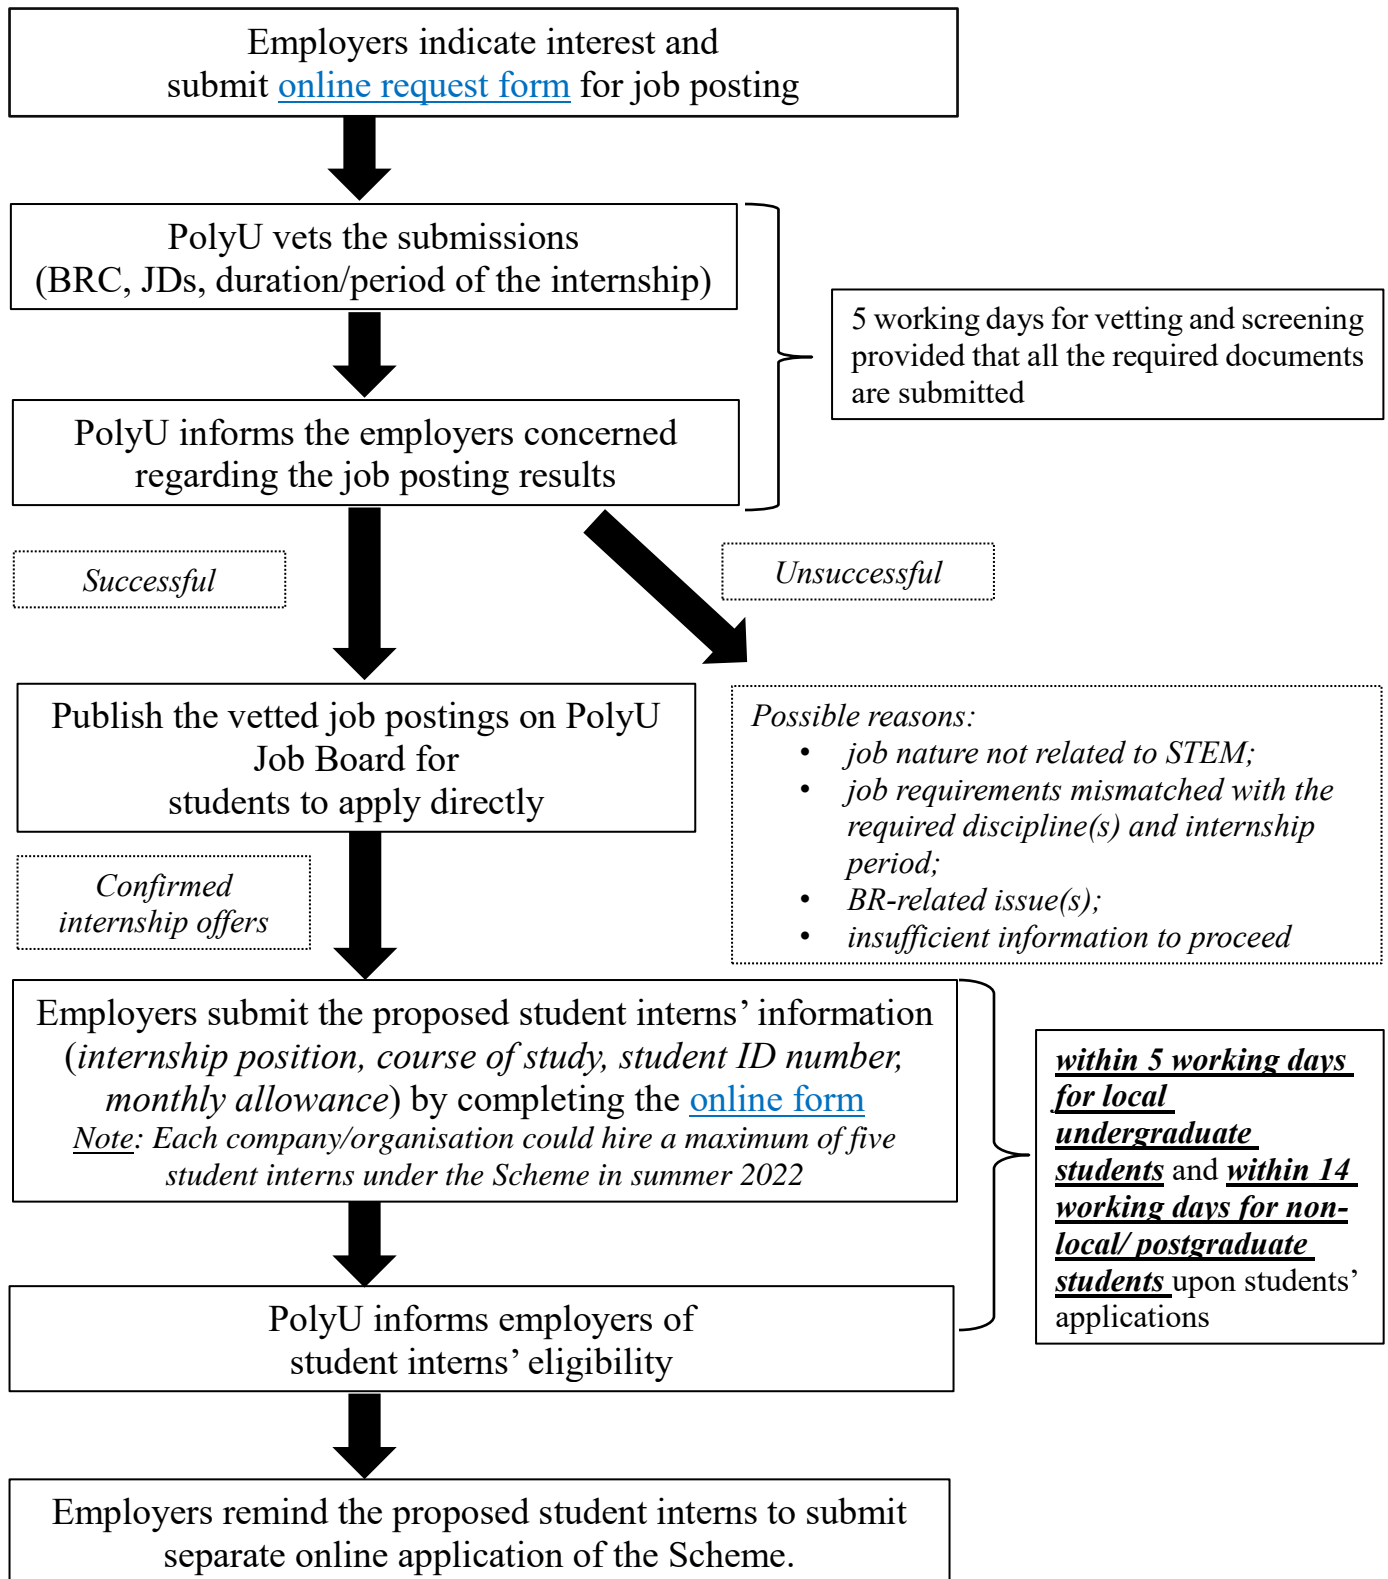 Employers indicate interest and
submit online request form for job posting
PolyU vets the submissions
(BRC, JDs, duration/period of the internship)
5 working days for vetting and screening
provided that all the required documents
are submitted
PolyU informs the employers concerned
regarding the job posting results
Successful
Unsuccessful
Publish the vetted job postings on PolyU
Job Board for
students to apply directly
Possible reasons:
• job nature not related to STEM;
• job requirements mismatched with the
required discipline(s) and internship
period;
• BR-related issue(s);
• insufficient information to proceed
Confirmed
internship offers
Employers submit the proposed student interns’ information
(internship position, course of study, student ID number,
monthly allowance) by completing the online form
Note: Each company/organisation could hire a maximum of five
student interns under the Scheme in summer 2022
within 5 working days
for local
undergraduate
students and within 14
working days for non-
local/ postgraduate
students upon students’
applications
PolyU informs employers of
student interns’ eligibility
Employers remind the proposed student interns to submit
separate online application of the Scheme.